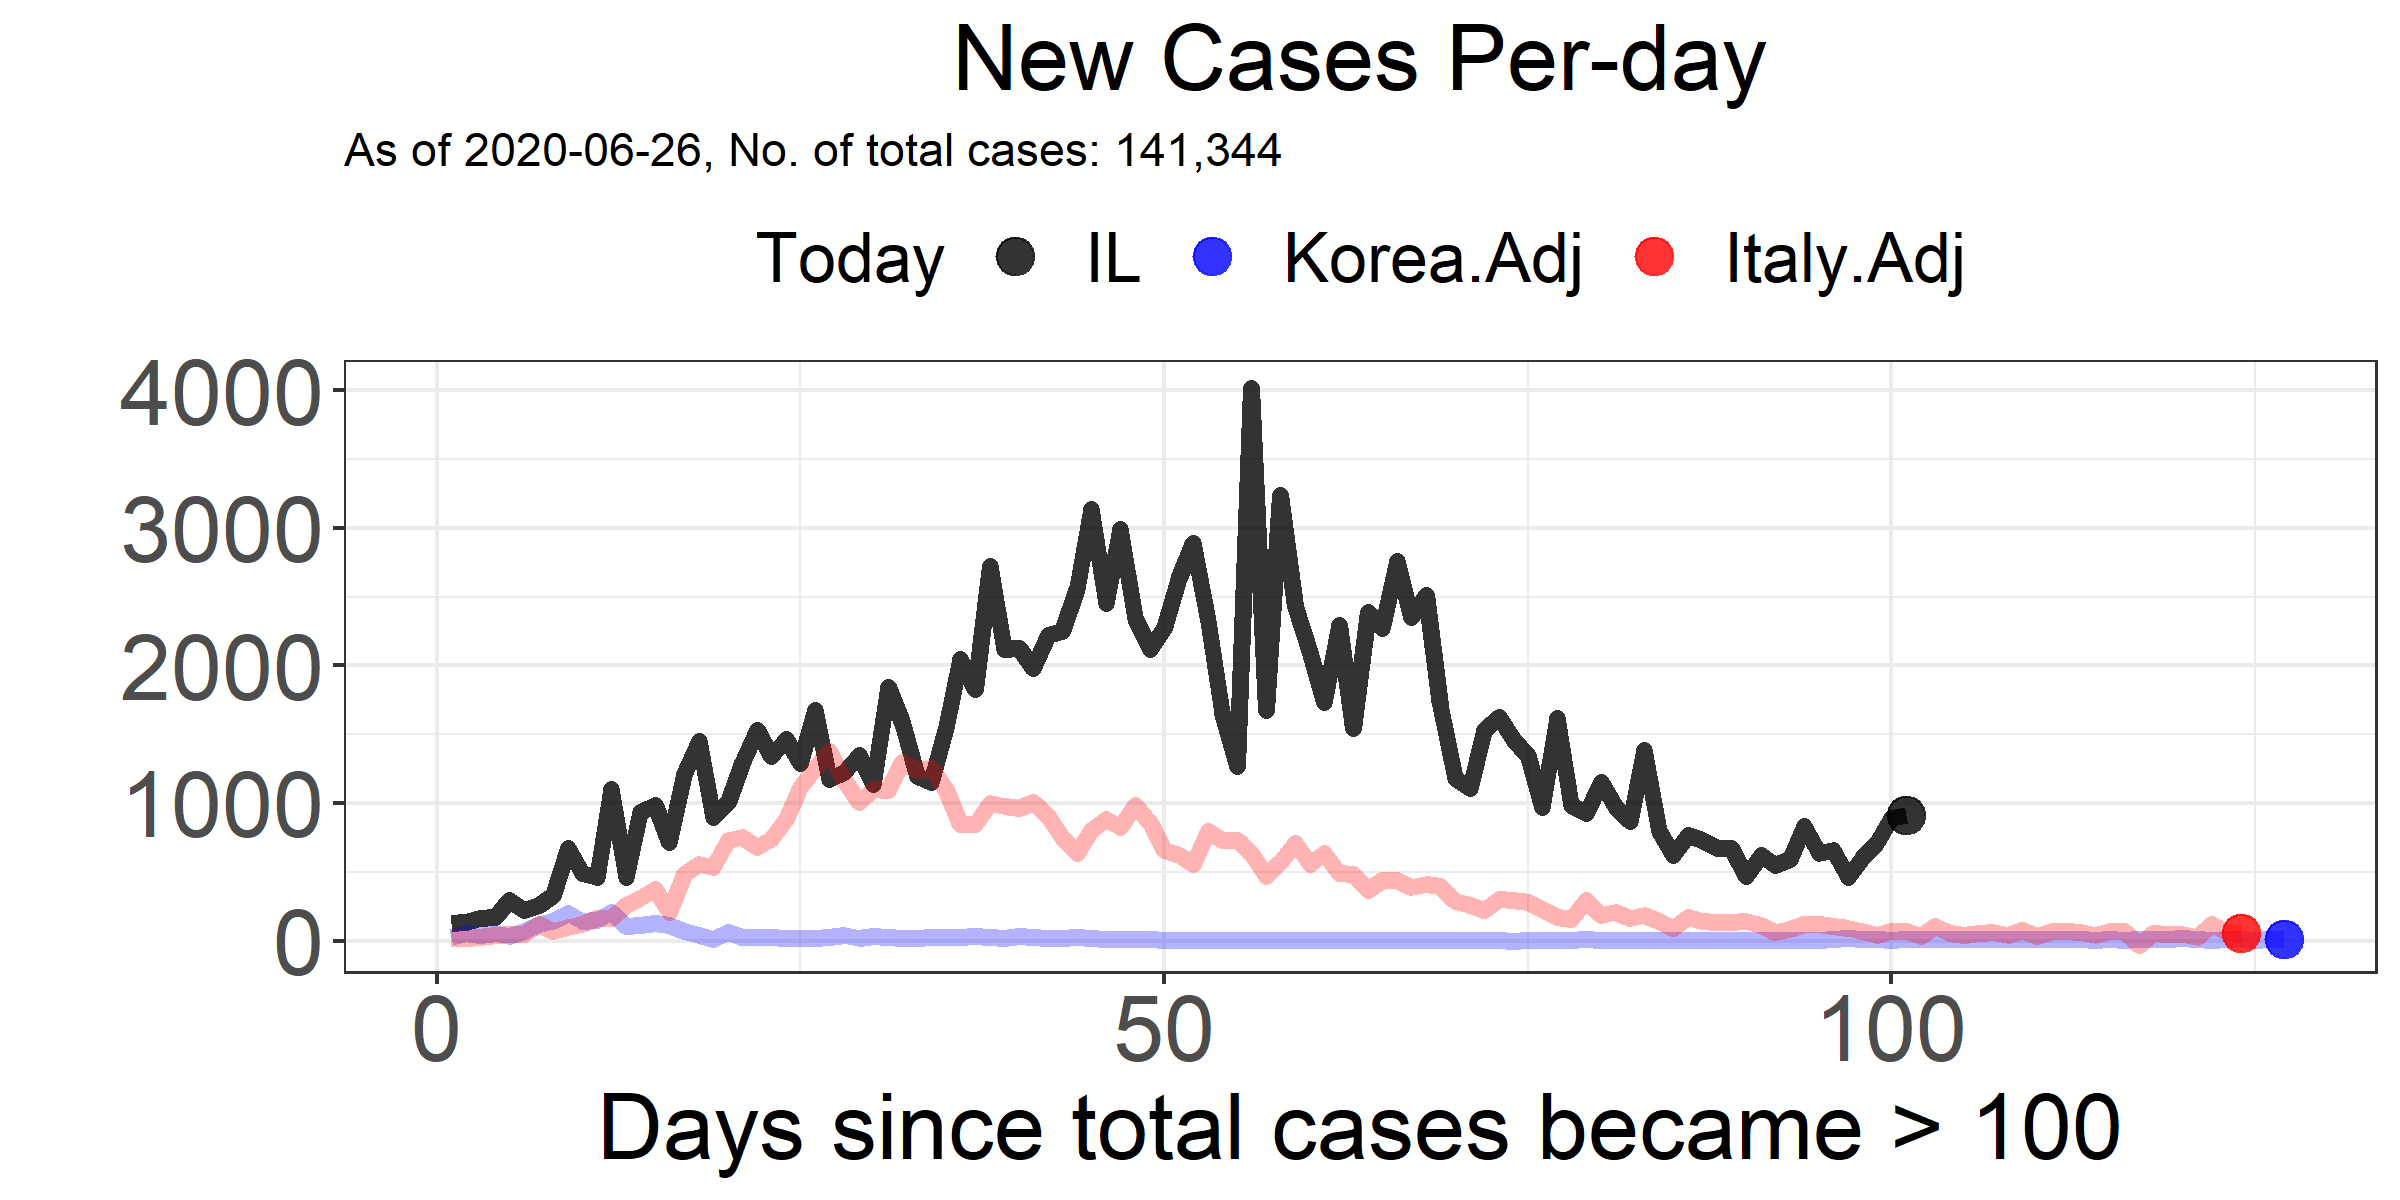 New Cases Per-day
As of 2020-06-26, No. of total cases: 141,344
Today IL Korea.Adj Italy.Adj
4000
3000
2000
1000
0
0 50 100
Days since total cases became > 100